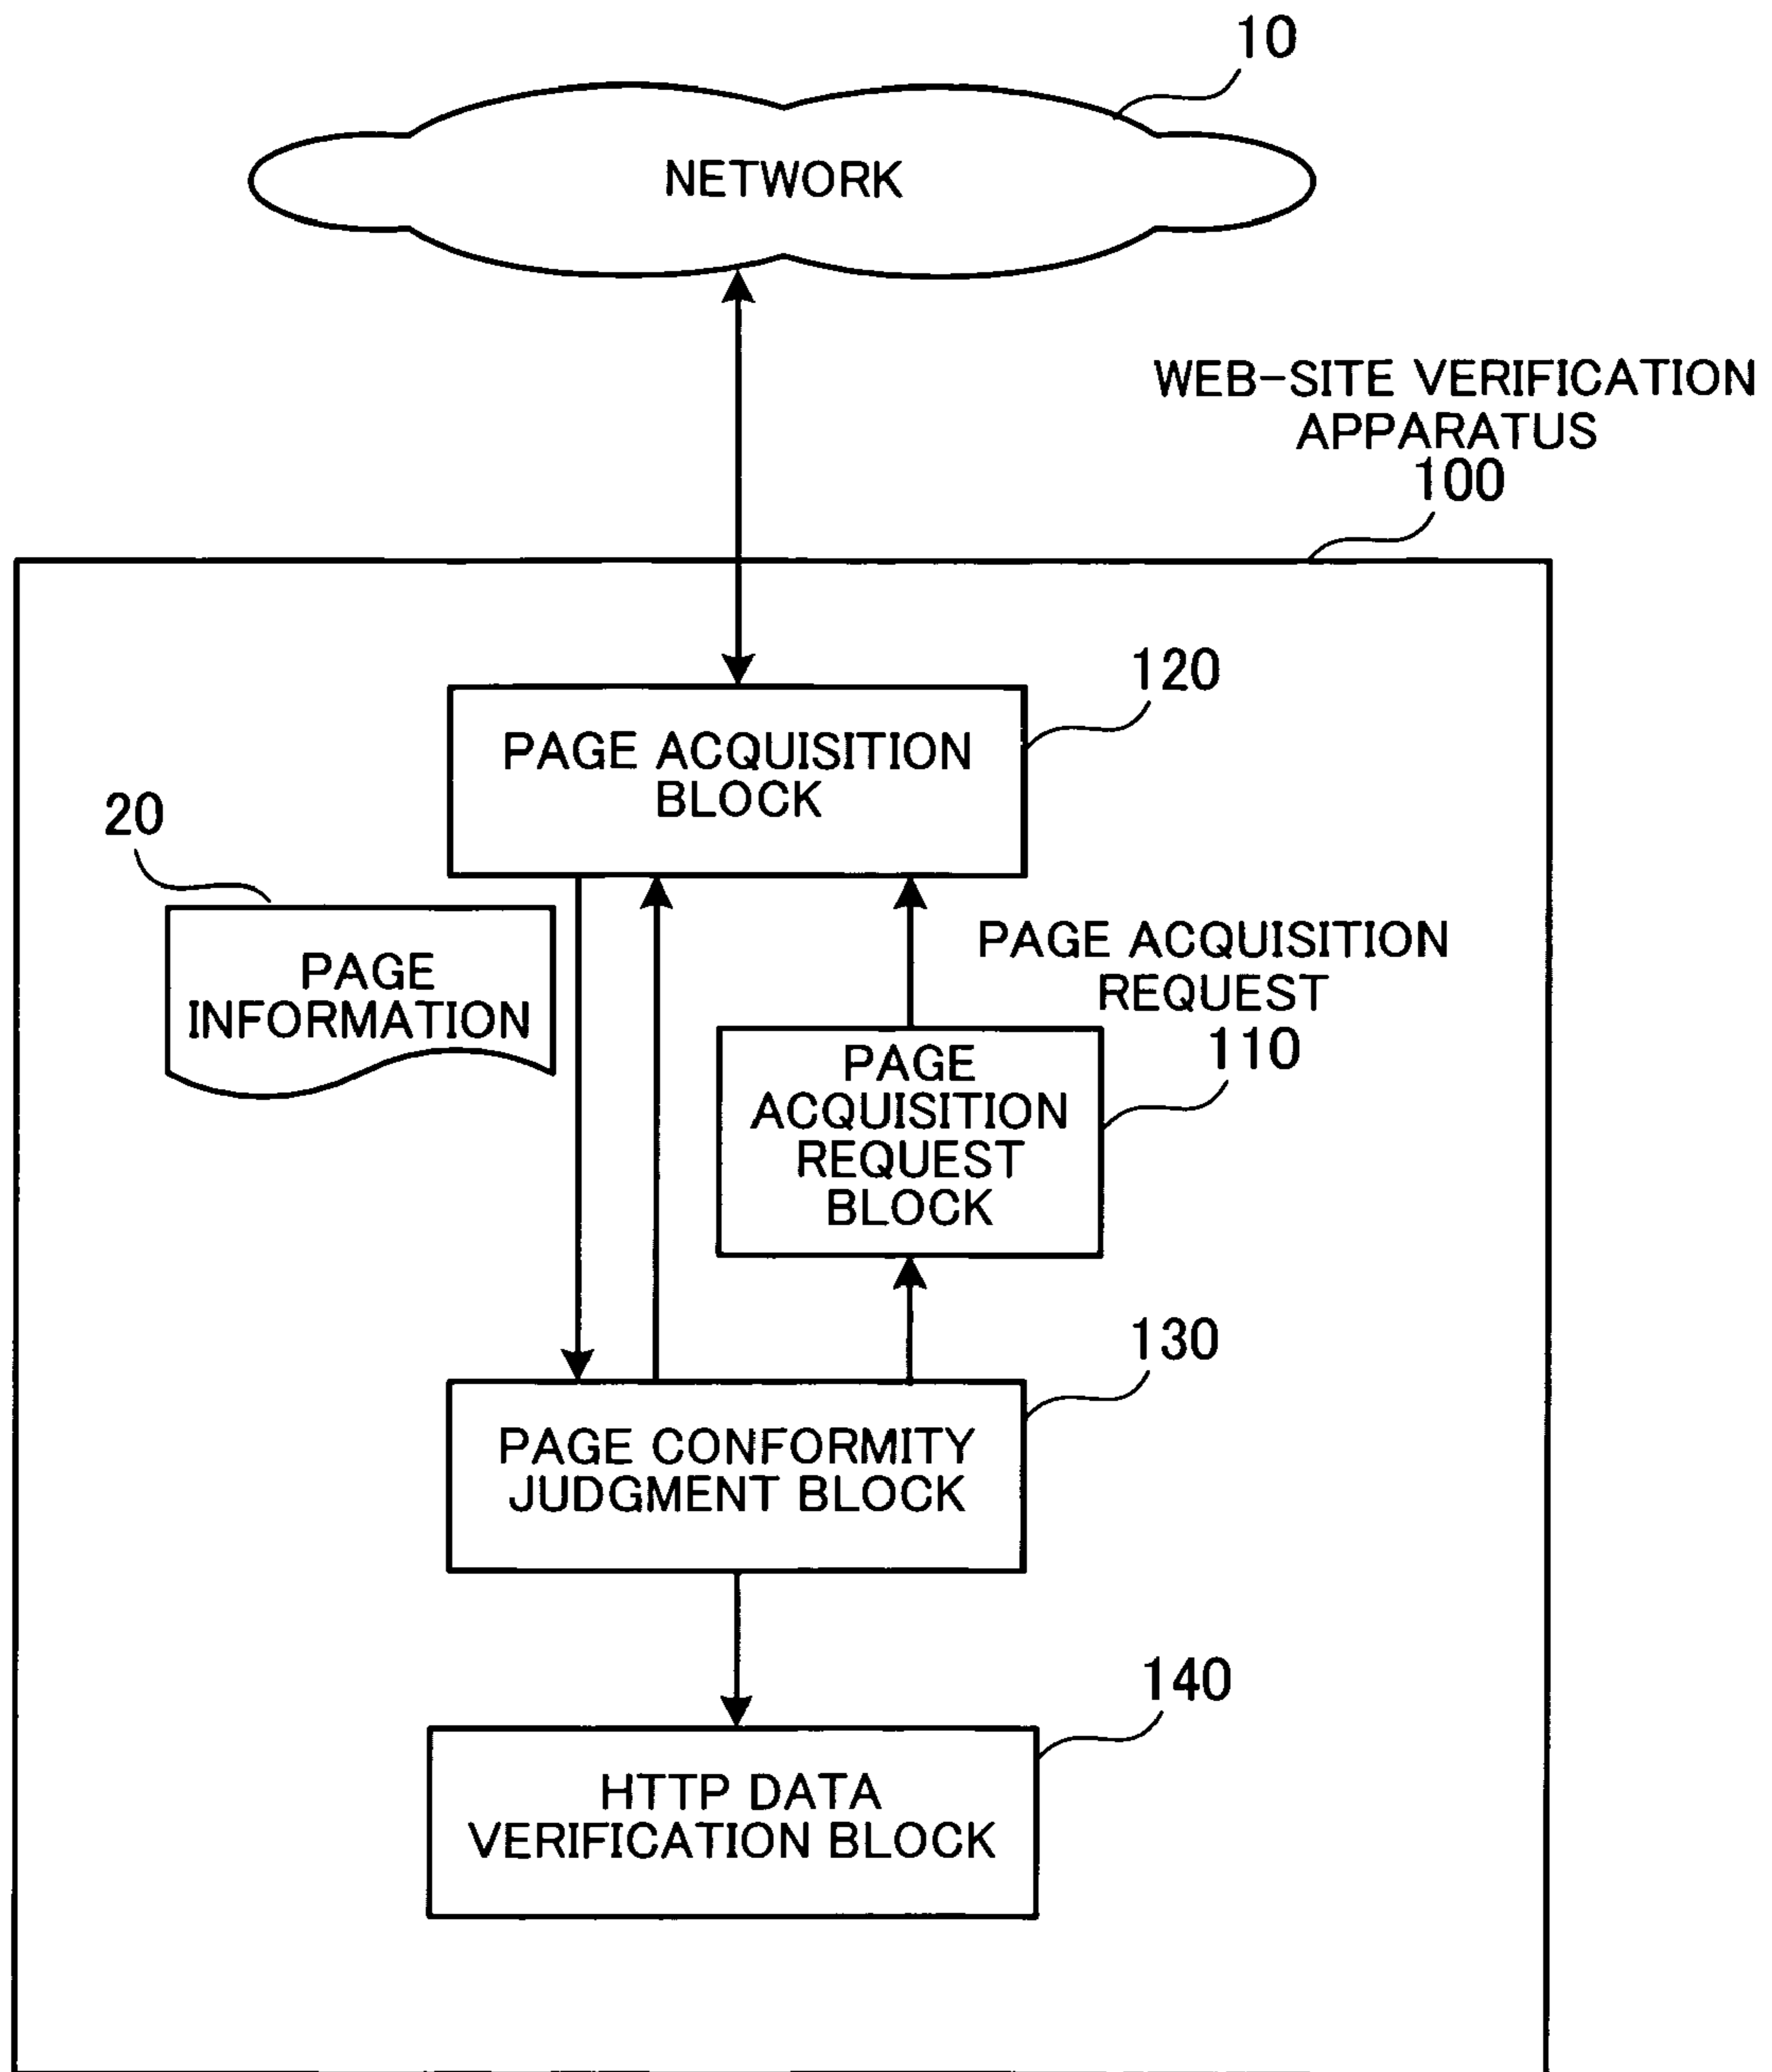 10
NETWORK
WEB-SITE VERIFICATION
APPARATUS
100
120
PAGE ACQUISITION
BLOCK
20
PAGE
INFORMATION
PAGE ACQUISITION
REQUEST
110
PAGE
ACQUISITION
REQUEST
BLOCK
130
PAGE CONFORMITY
JUDGMENT BLOCK
140
HTTP DATA
VERIFICATION BLOCK